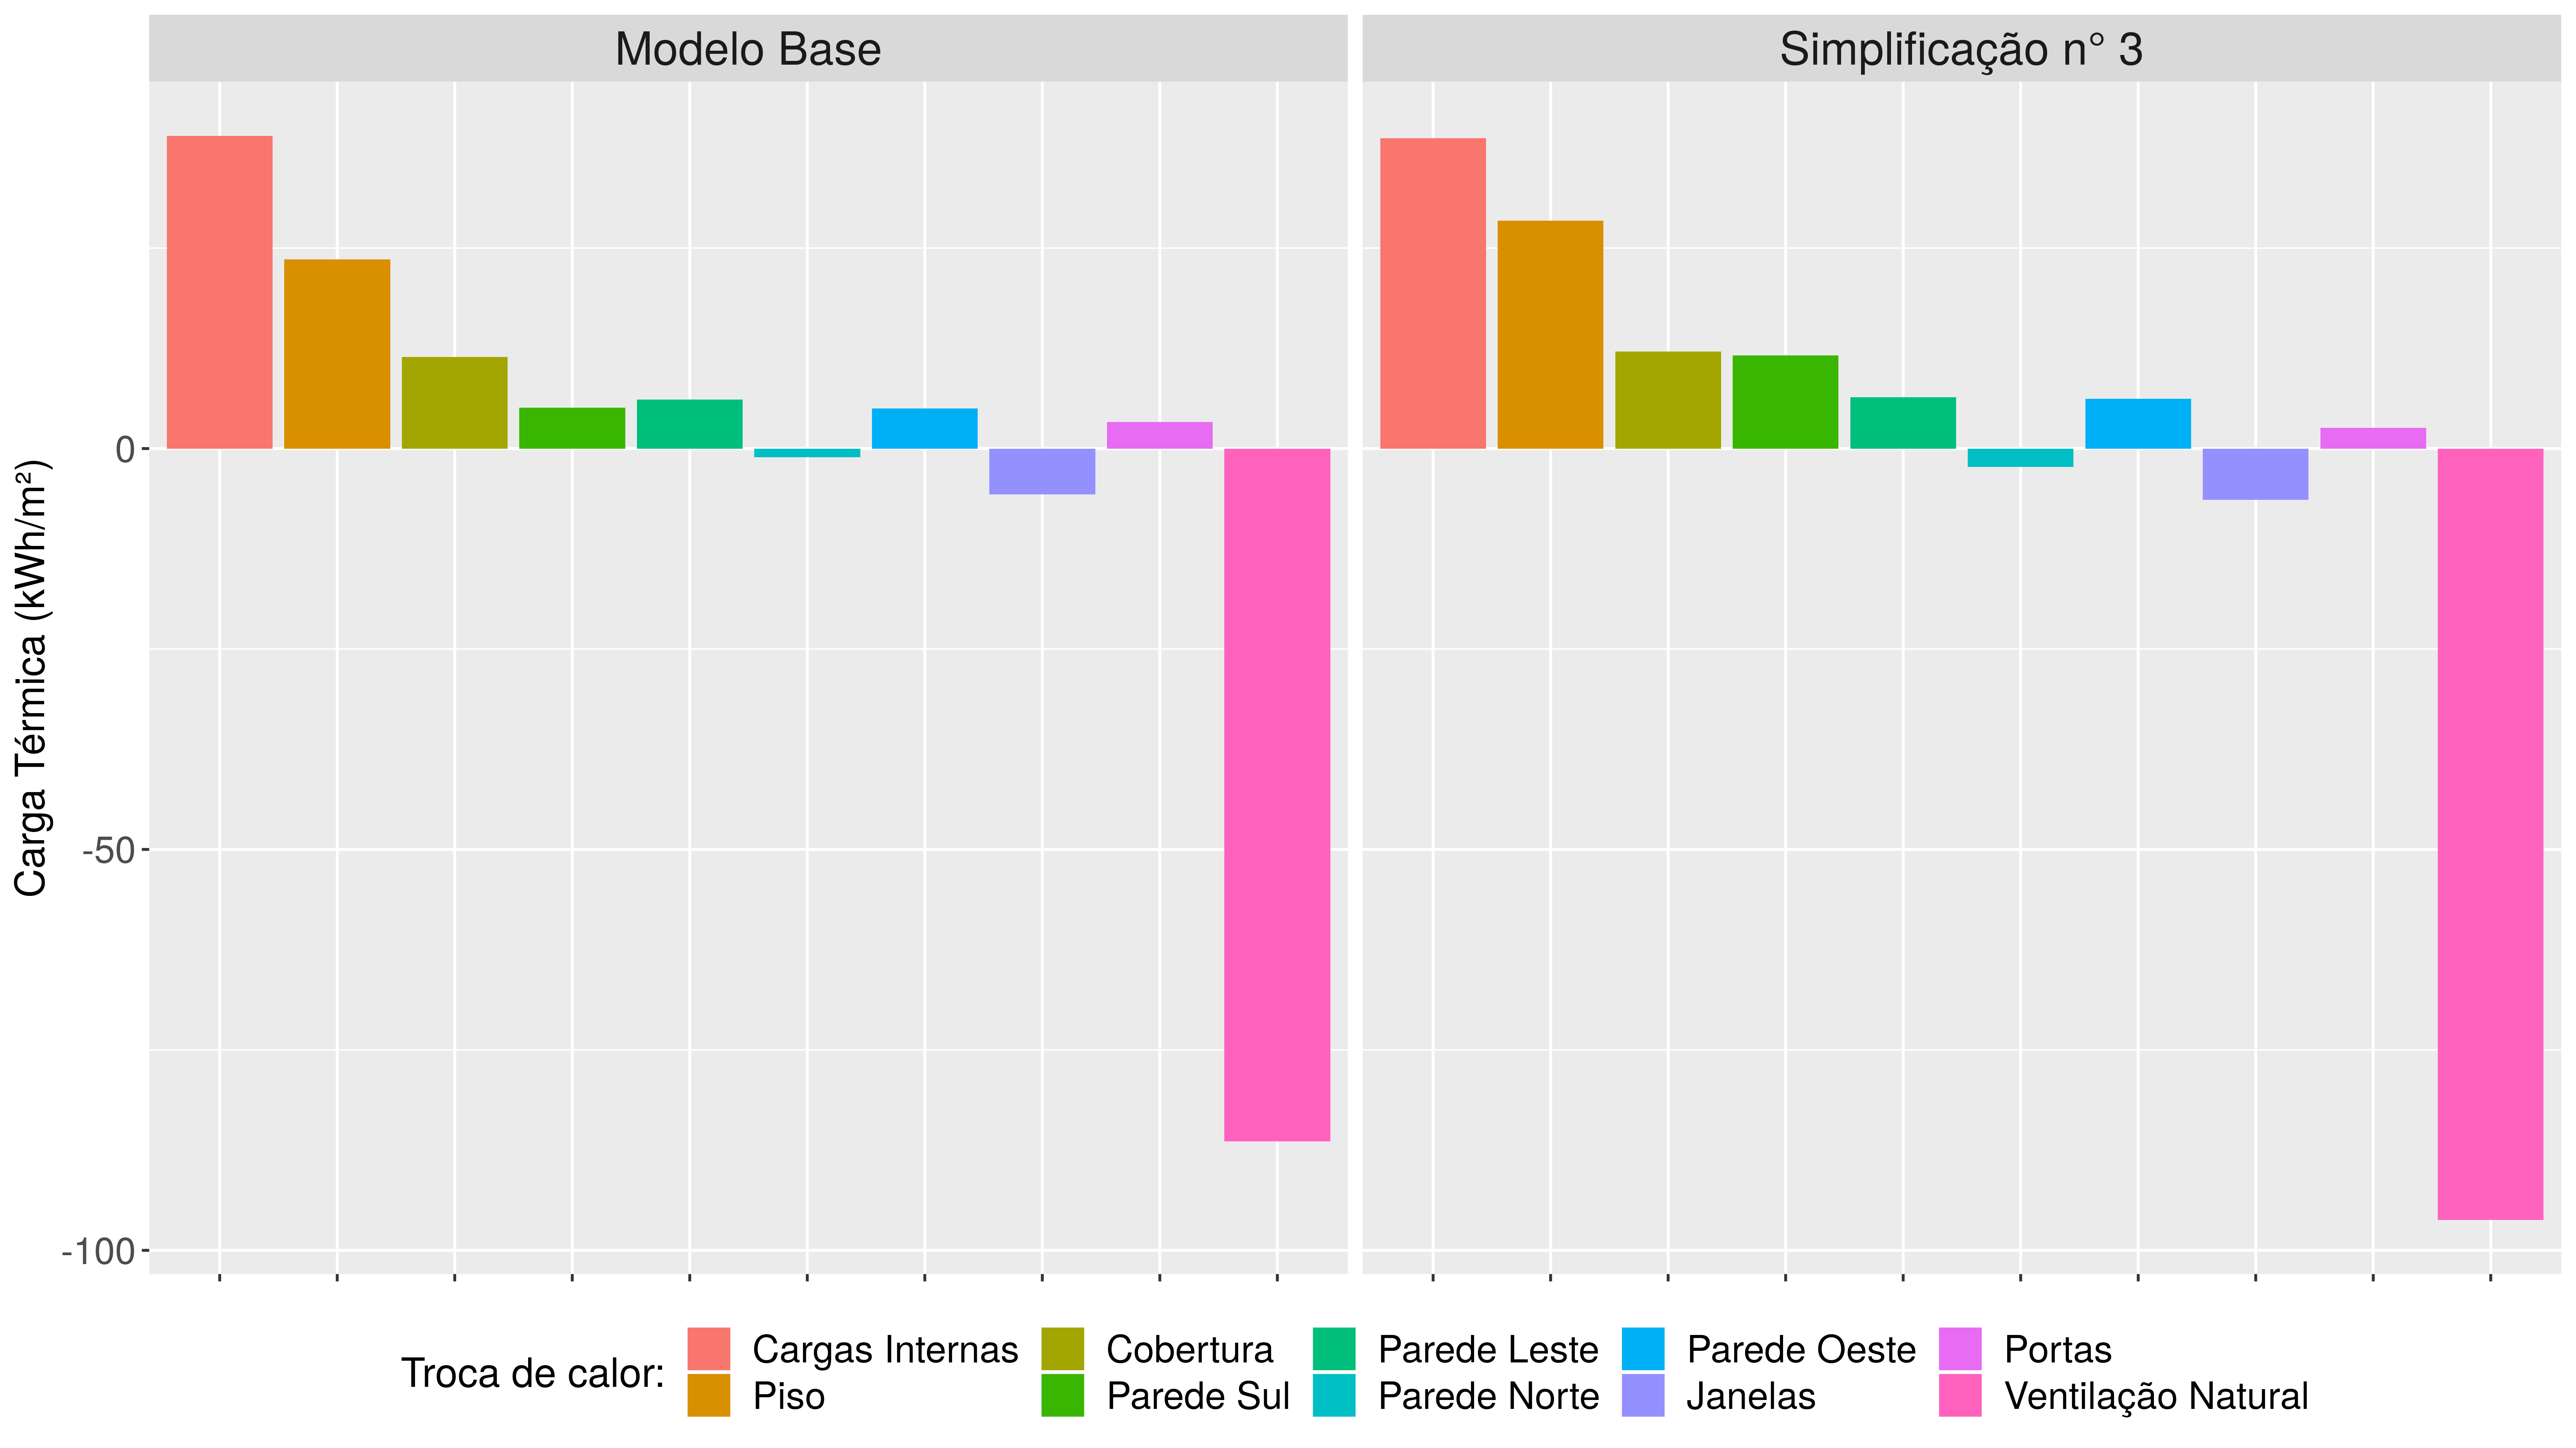 Modelo Base
Simplificação n° 3
Carga Térmica (kWh/m²)
0
-50
-100
Troca de calor:
Cargas Internas
Piso
Cobertura
Parede Sul
Parede Leste
Parede Norte
Parede Oeste
Janelas
Portas
Ventilação Natural